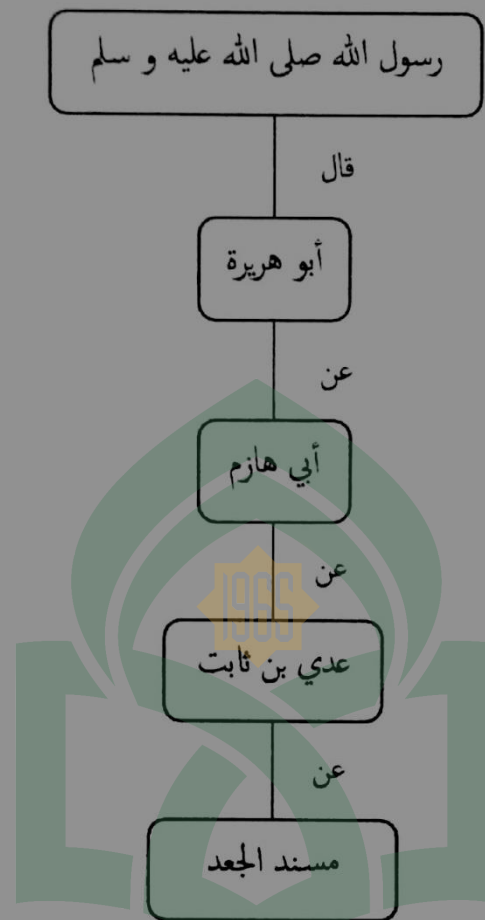 رسول الله صلى الله عليه و سلم
قال
أبو هريرة
عن
أبي هازم
عن
1965
عدي بن ثابت
عن
مسند الجعد